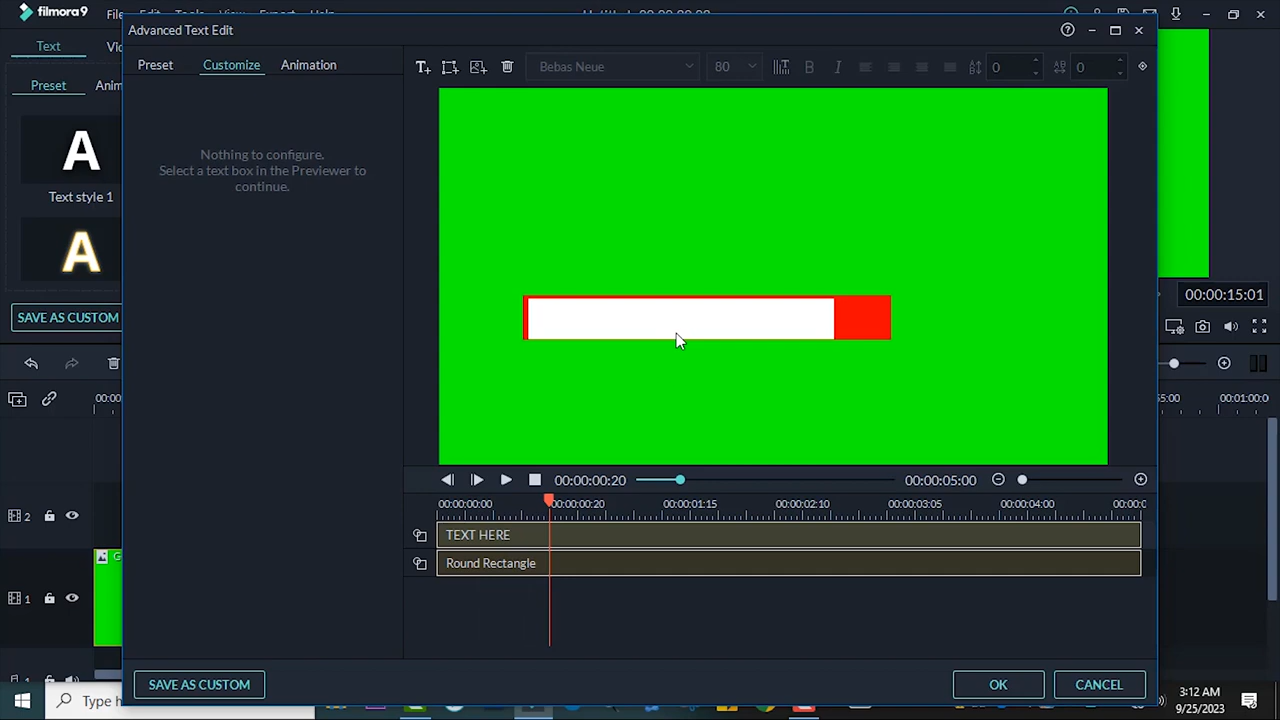 filmora9
File Edit Tools View Export Help Untitled : 00:00:00:00
Advanced Text Edit
Text
Preset Customize Animation
Bebas Neue 80 B I 0 0
Preset
A
Nothing to configure.
Select a text box in the Previewer to
continue.
Text style 1
A
00:00:15:01
SAVE AS CUSTOM
00:00:00:20 00:00:05:00
00:01:00:0
00:00:00:00 00:00:00:20 00:00:01:15 00:00:02:10 00:00:03:05 00:00:04:00
2
TEXT HERE
Round Rectangle
1
SAVE AS CUSTOM OK CANCEL
Type
3:12 AM
9/25/2023